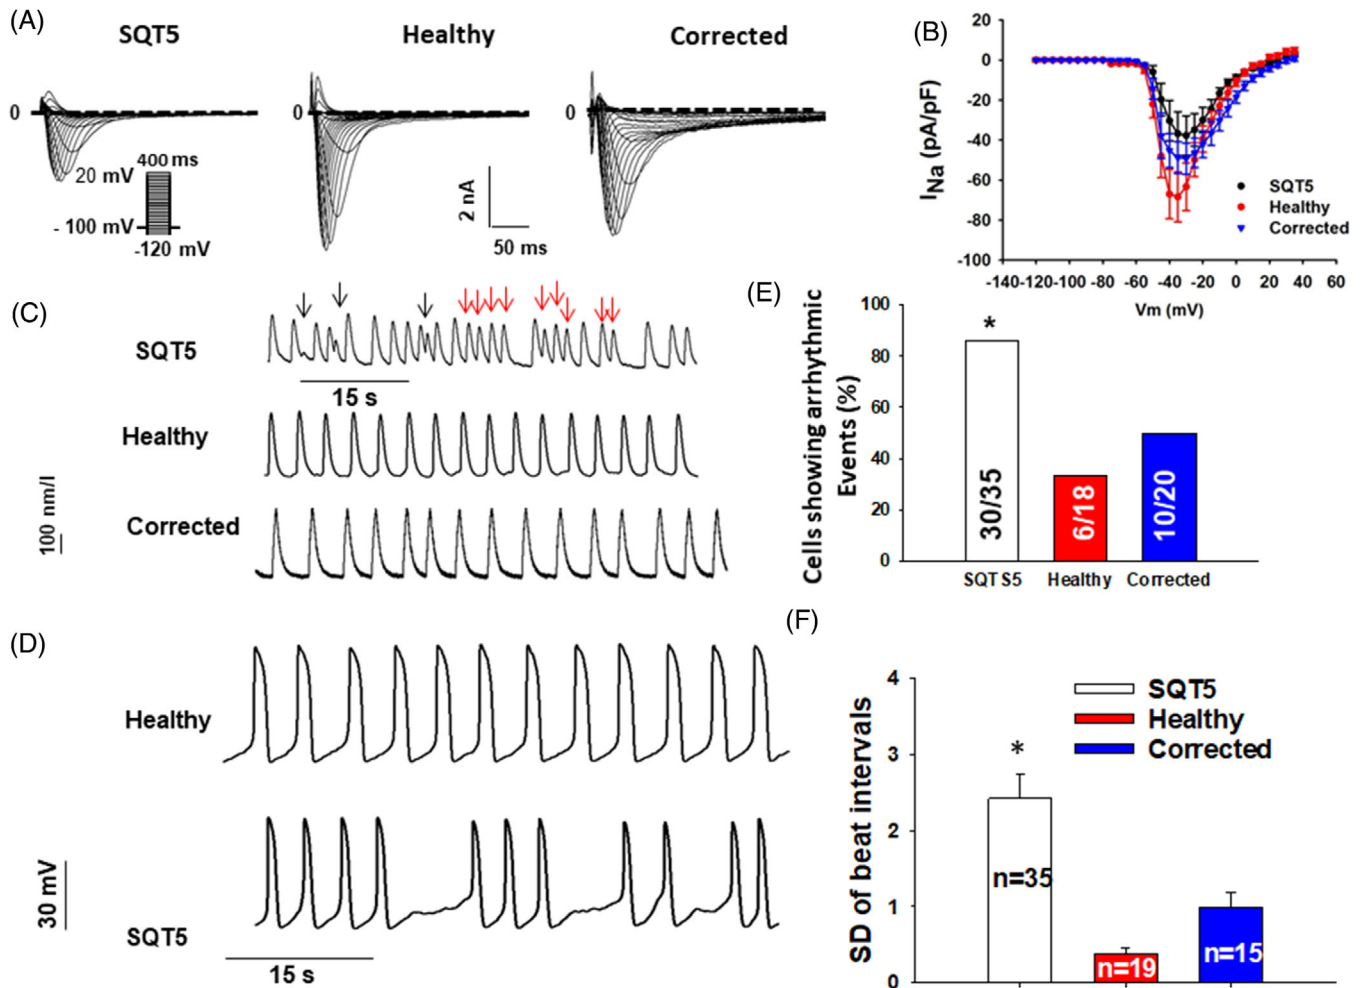 (A)
SQT5
Healthy
Corrected
0
0
0
400 ms
20 mV
- 100 mV
-120 mV
2 nA
50 ms
(B)
20
0
-20
-40
-60
-80
-100
INa (pA/pF)
SQT5
Healthy
Corrected
-140 -120 -100 -80 -60 -40 -20 0 20 40 60
Vm (mV)
(C)
SQT5
15 s
Healthy
Corrected
100 nm/l
(E)
100
80
60
40
20
0
Cells showing arrhythmic
Events (%)
*
30/35
6/18
10/20
SQTS5 Healthy Corrected
(D)
Healthy
30 mV
SQT5
15 s
(F)
4
3
2
1
0
SD of beat intervals
SQT5
Healthy
Corrected
*
n=35
n=19
n=15